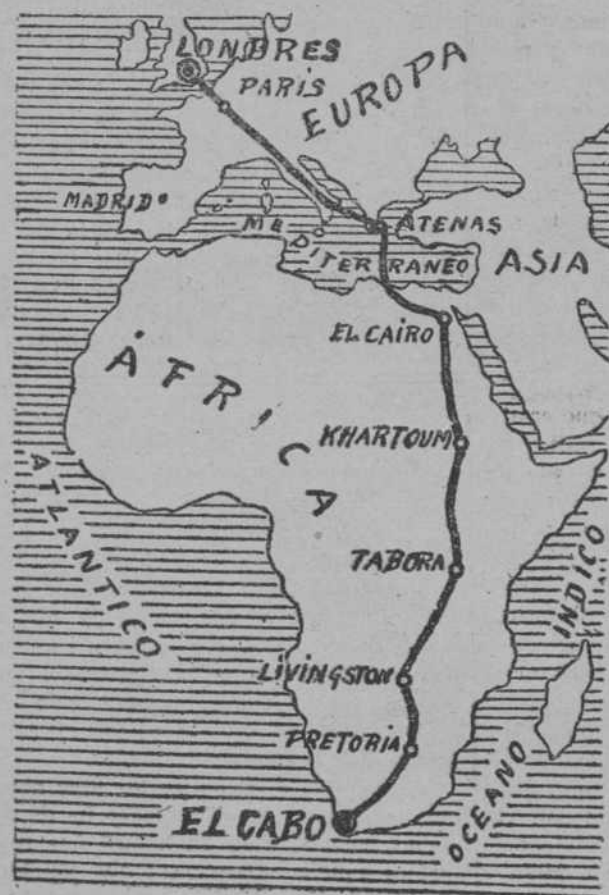 LONDRES
PARIS
EUROPA
MADRID
MEDITERRANEO
ATENAS
ASIA
EL CAIRO
ÁFRICA
KHARTOUM
ATLANTICO
TABORA
INDICO
LIVINGSTON
PRETORIA
EL CABO
OCEANO